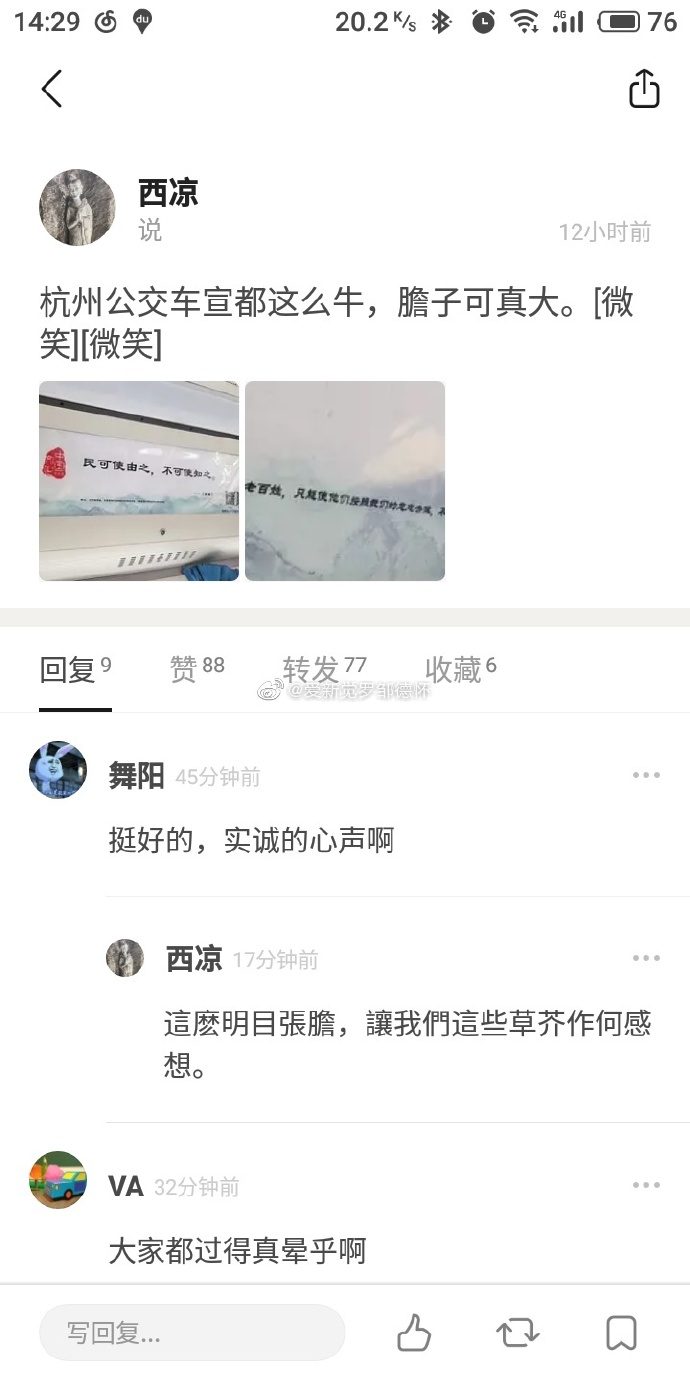 14:29 du 20.2 K/s 4G 76
西凉
说
12小时前
杭州公交车宣都这么牛，膽子可真大。[微
笑][微笑]
民可使由之，不可使知之。
老百姓，只能使他们按照我们的意志去做，不
回复 9 赞 88 转发 77 收藏 6
@爱新觉罗邹德怀
舞阳 45分钟前
挺好的，实诚的心声啊
西凉 17分钟前
這麽明目張膽，讓我們這些草芥作何感
想。
VA 32分钟前
大家都过得真晕乎啊
写回复...